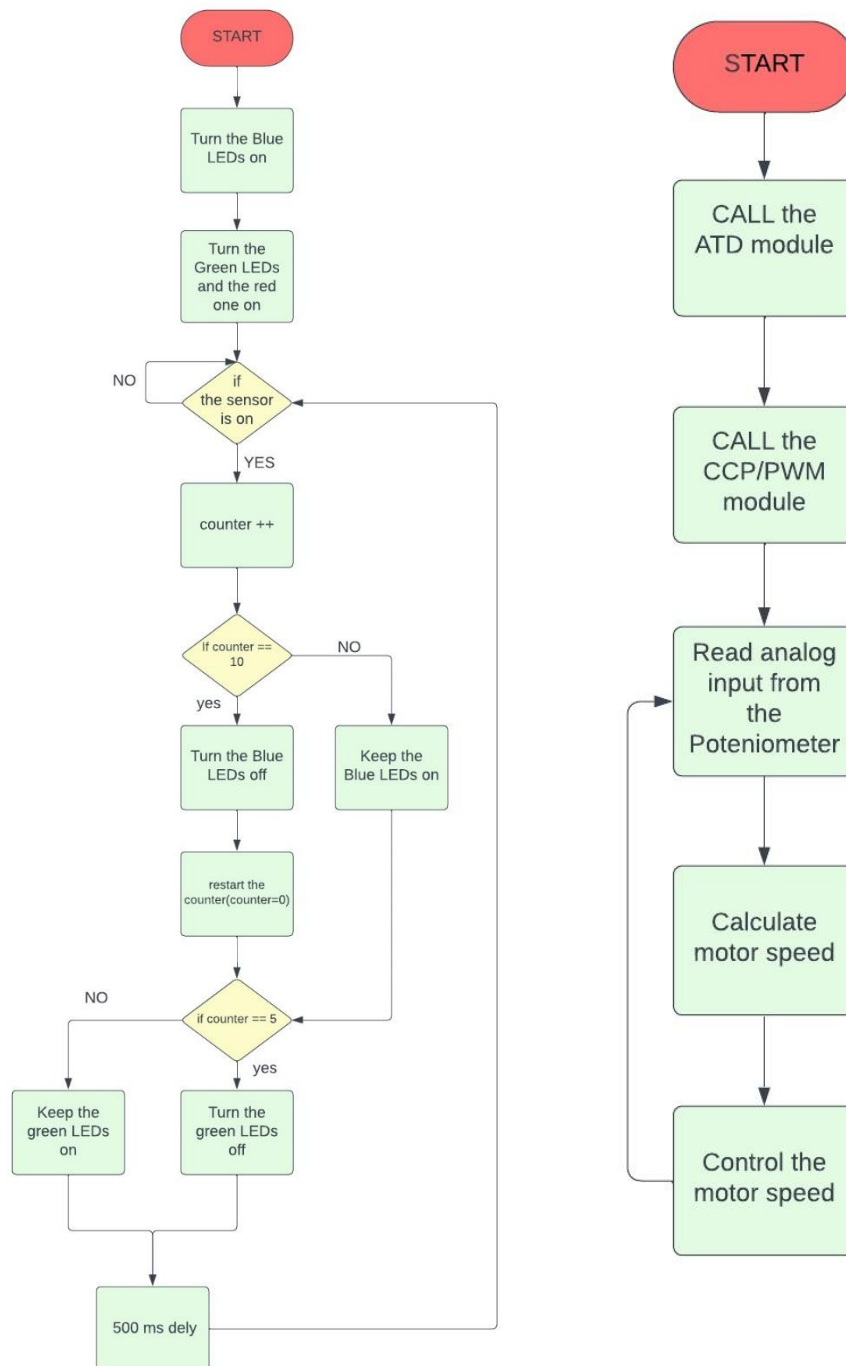 START
Turn the Blue
LEDs on
Turn the
Green LEDs
and the red
one on
NO
if
the sensor
is on
YES
counter ++
If counter ==
10
NO
yes
Turn the Blue
LEDs off
Keep the
Blue LEDs on
restart the
counter(counter=0)
NO
if counter == 5
yes
Keep the
green LEDs
on
Turn the
green LEDs
off
500 ms dely
START
CALL the
ATD module
CALL the
CCP/PWM
module
Read analog
input from
the
Poteniometer
Calculate
motor speed
Control the
motor speed